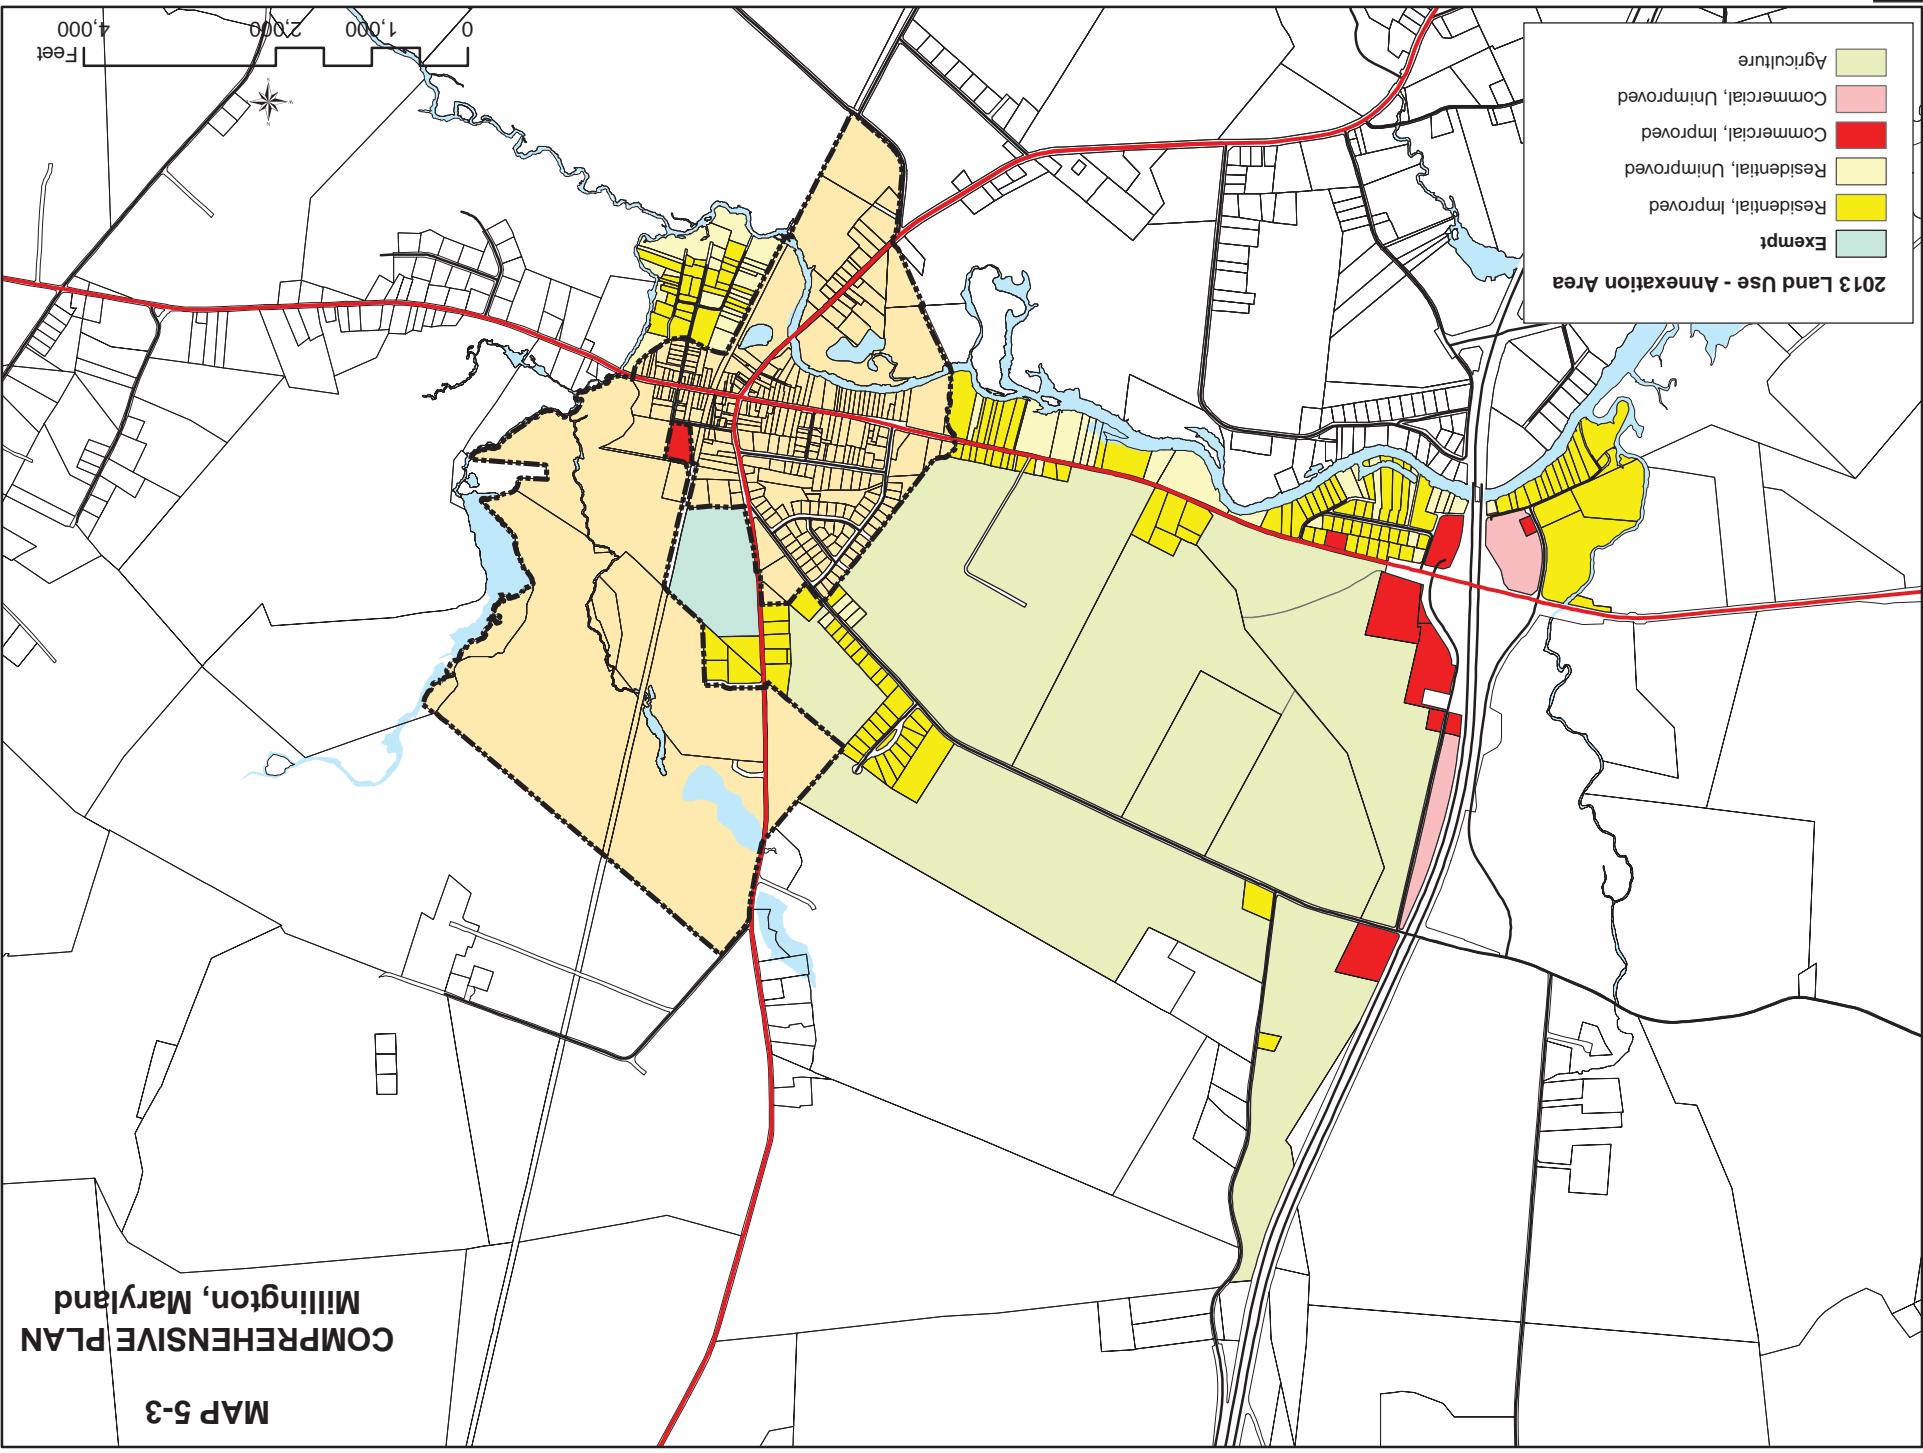 MAP 5-3
COMPREHENSIVE PLAN
Millington, Maryland
2013 Land Use - Annexation Area
Exempt
Residential, Improved
Residential, Unimproved
Commercial, Improved
Commercial, Unimproved
Agriculture
0 1,000 2,000 4,000
Feet